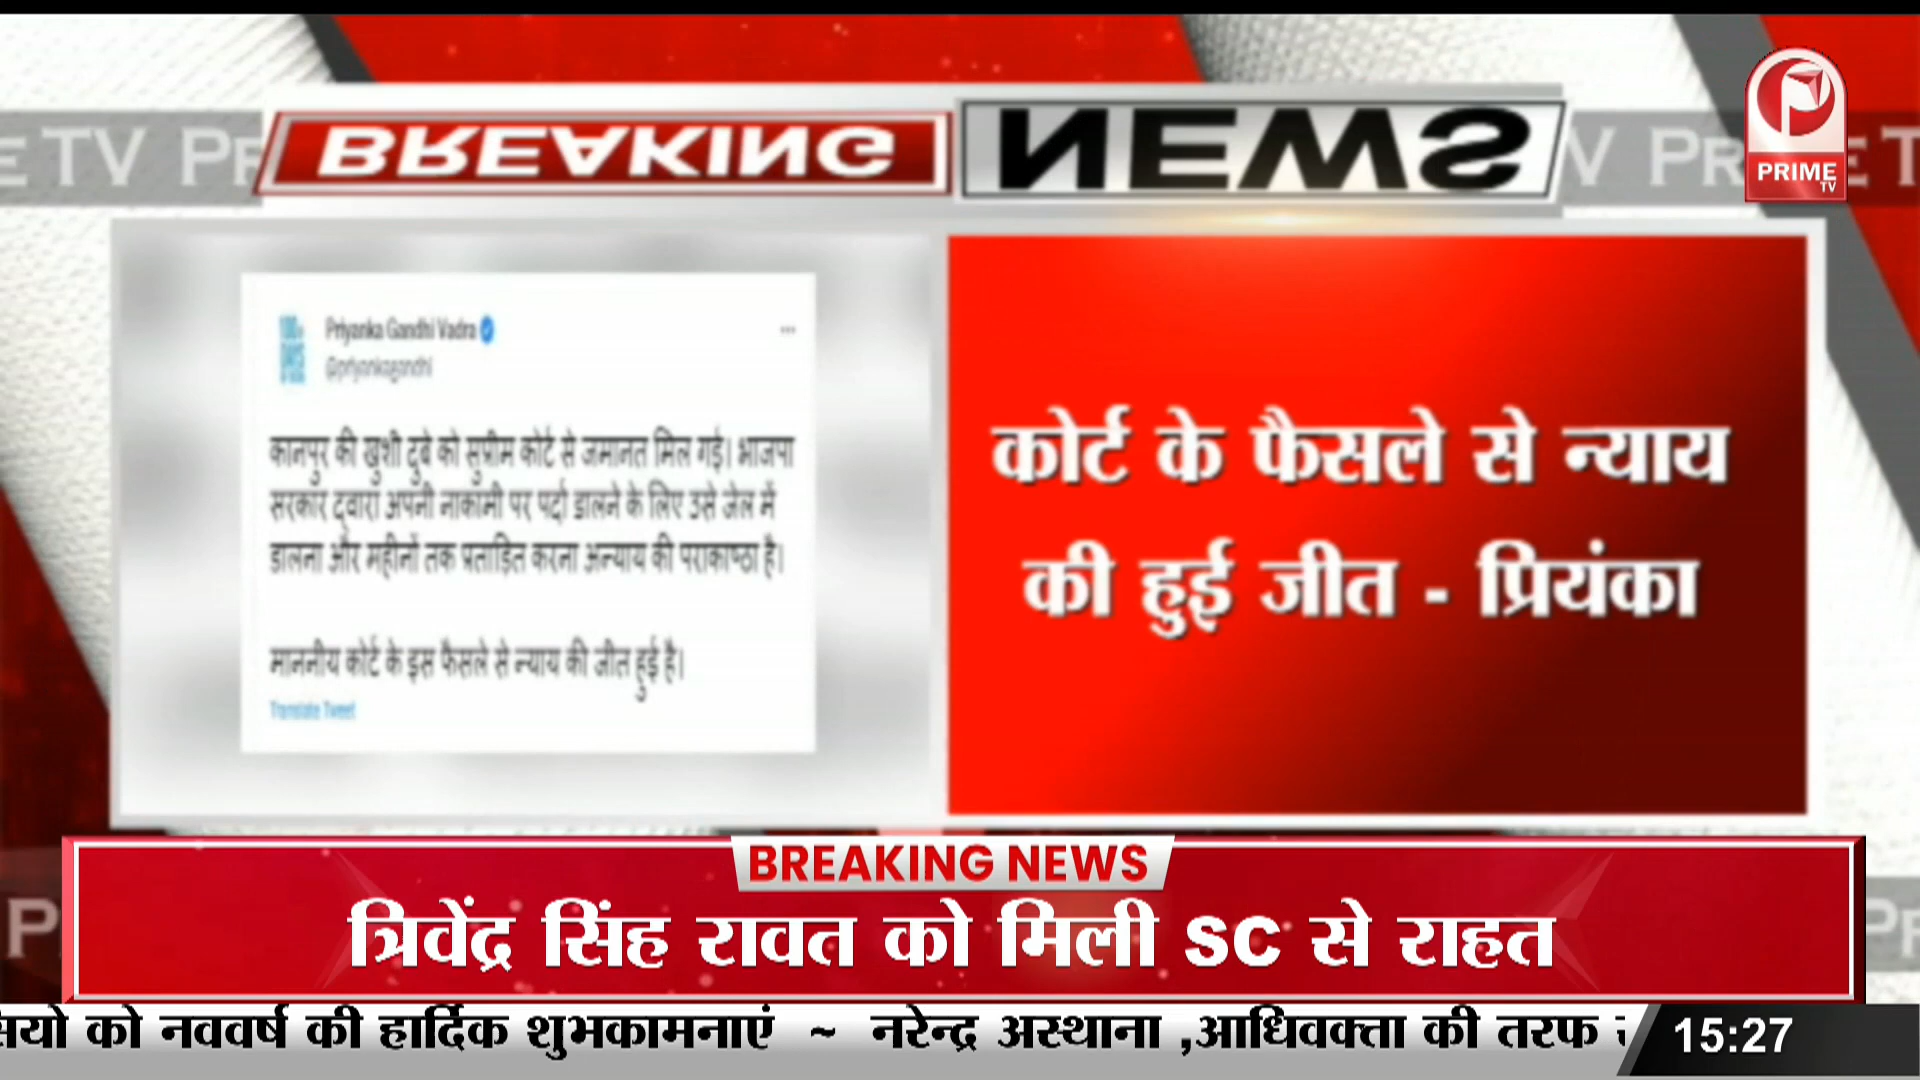 BREAKING NEWS
PRIME
TV
Priyanka Gandhi Vadra
@priyankagandhi
कानपुर की खुशी दुबे को सुप्रीम कोर्ट से जमानत मिल गई। भाजपा
सरकार द्वारा अपनी नाकामी पर पर्दा डालने के लिए उसे जेल में
डालना और महीनों तक प्रताड़ित करना अन्याय की पराकाष्ठा है।
माननीय कोर्ट के इस फैसले से न्याय की जीत हुई है।
Translate Tweet
कोर्ट के फैसले से न्याय
की हुई जीत - प्रियंका
BREAKING NEWS
त्रिवेंद्र सिंह रावत को मिली SC से राहत
को नववर्ष की हार्दिक शुभकामनाएं ~ नरेन्द्र अस्थाना ,आधिवक्ता की तरफ
15:27